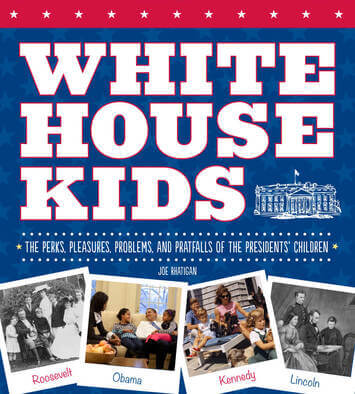 WHITE
HOUSE
KIDS
THE PERKS, PLEASURES, PROBLEMS, AND PRATFALLS OF THE PRESIDENTS' CHILDREN
JOE RHATIGAN
Roosevelt
Obama
Kennedy
Lincoln